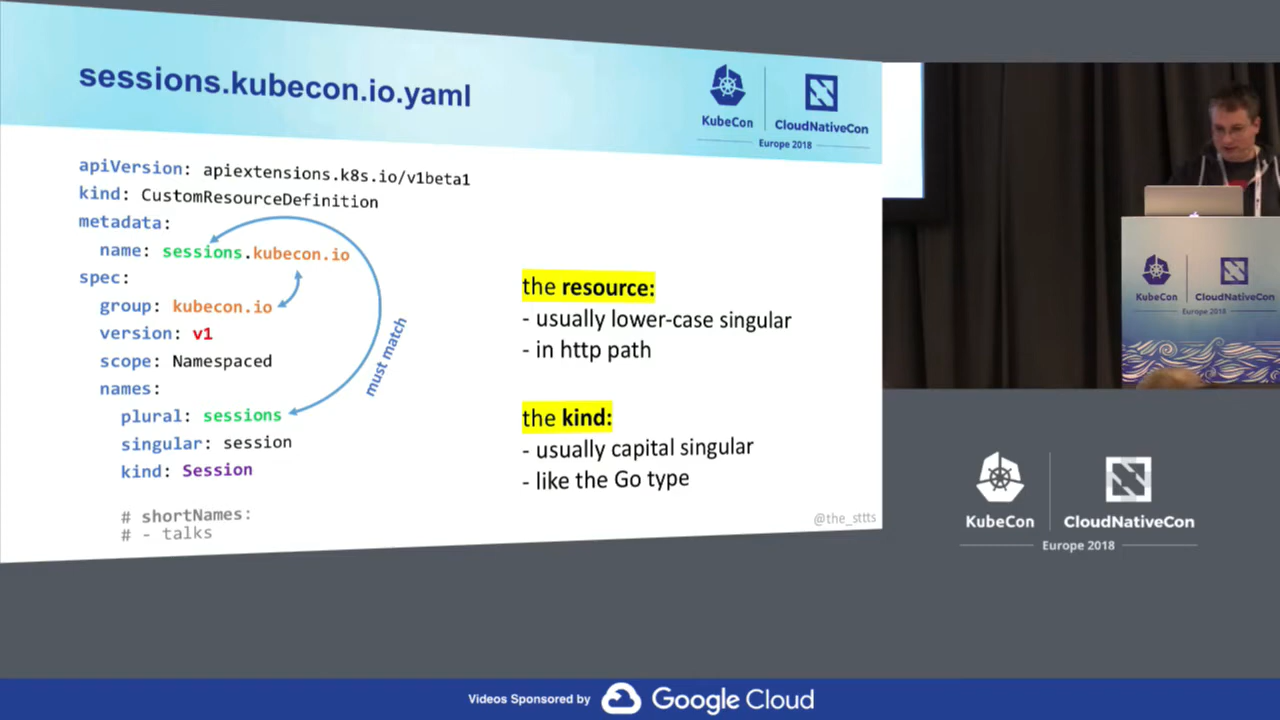 sessions.kubecon.io.yaml
KubeCon
CloudNativeCon
Europe 2018
apiVersion: apiextensions.k8s.io/v1beta1
kind: CustomResourceDefinition
metadata:
name: sessions.kubecon.io
spec:
group: kubecon.io
version: v1
scope: Namespaced
names:
plural: sessions
singular: session
kind: Session
# shortNames:
# - talks
must match
the resource:
- usually lower-case singular
- in http path
the kind:
- usually capital singular
- like the Go type
@the_sttts
KubeCon
CloudNativeCon
Europe 2018
KubeCon
CloudNativeCon
Europe 2018
Videos Sponsored by Google Cloud